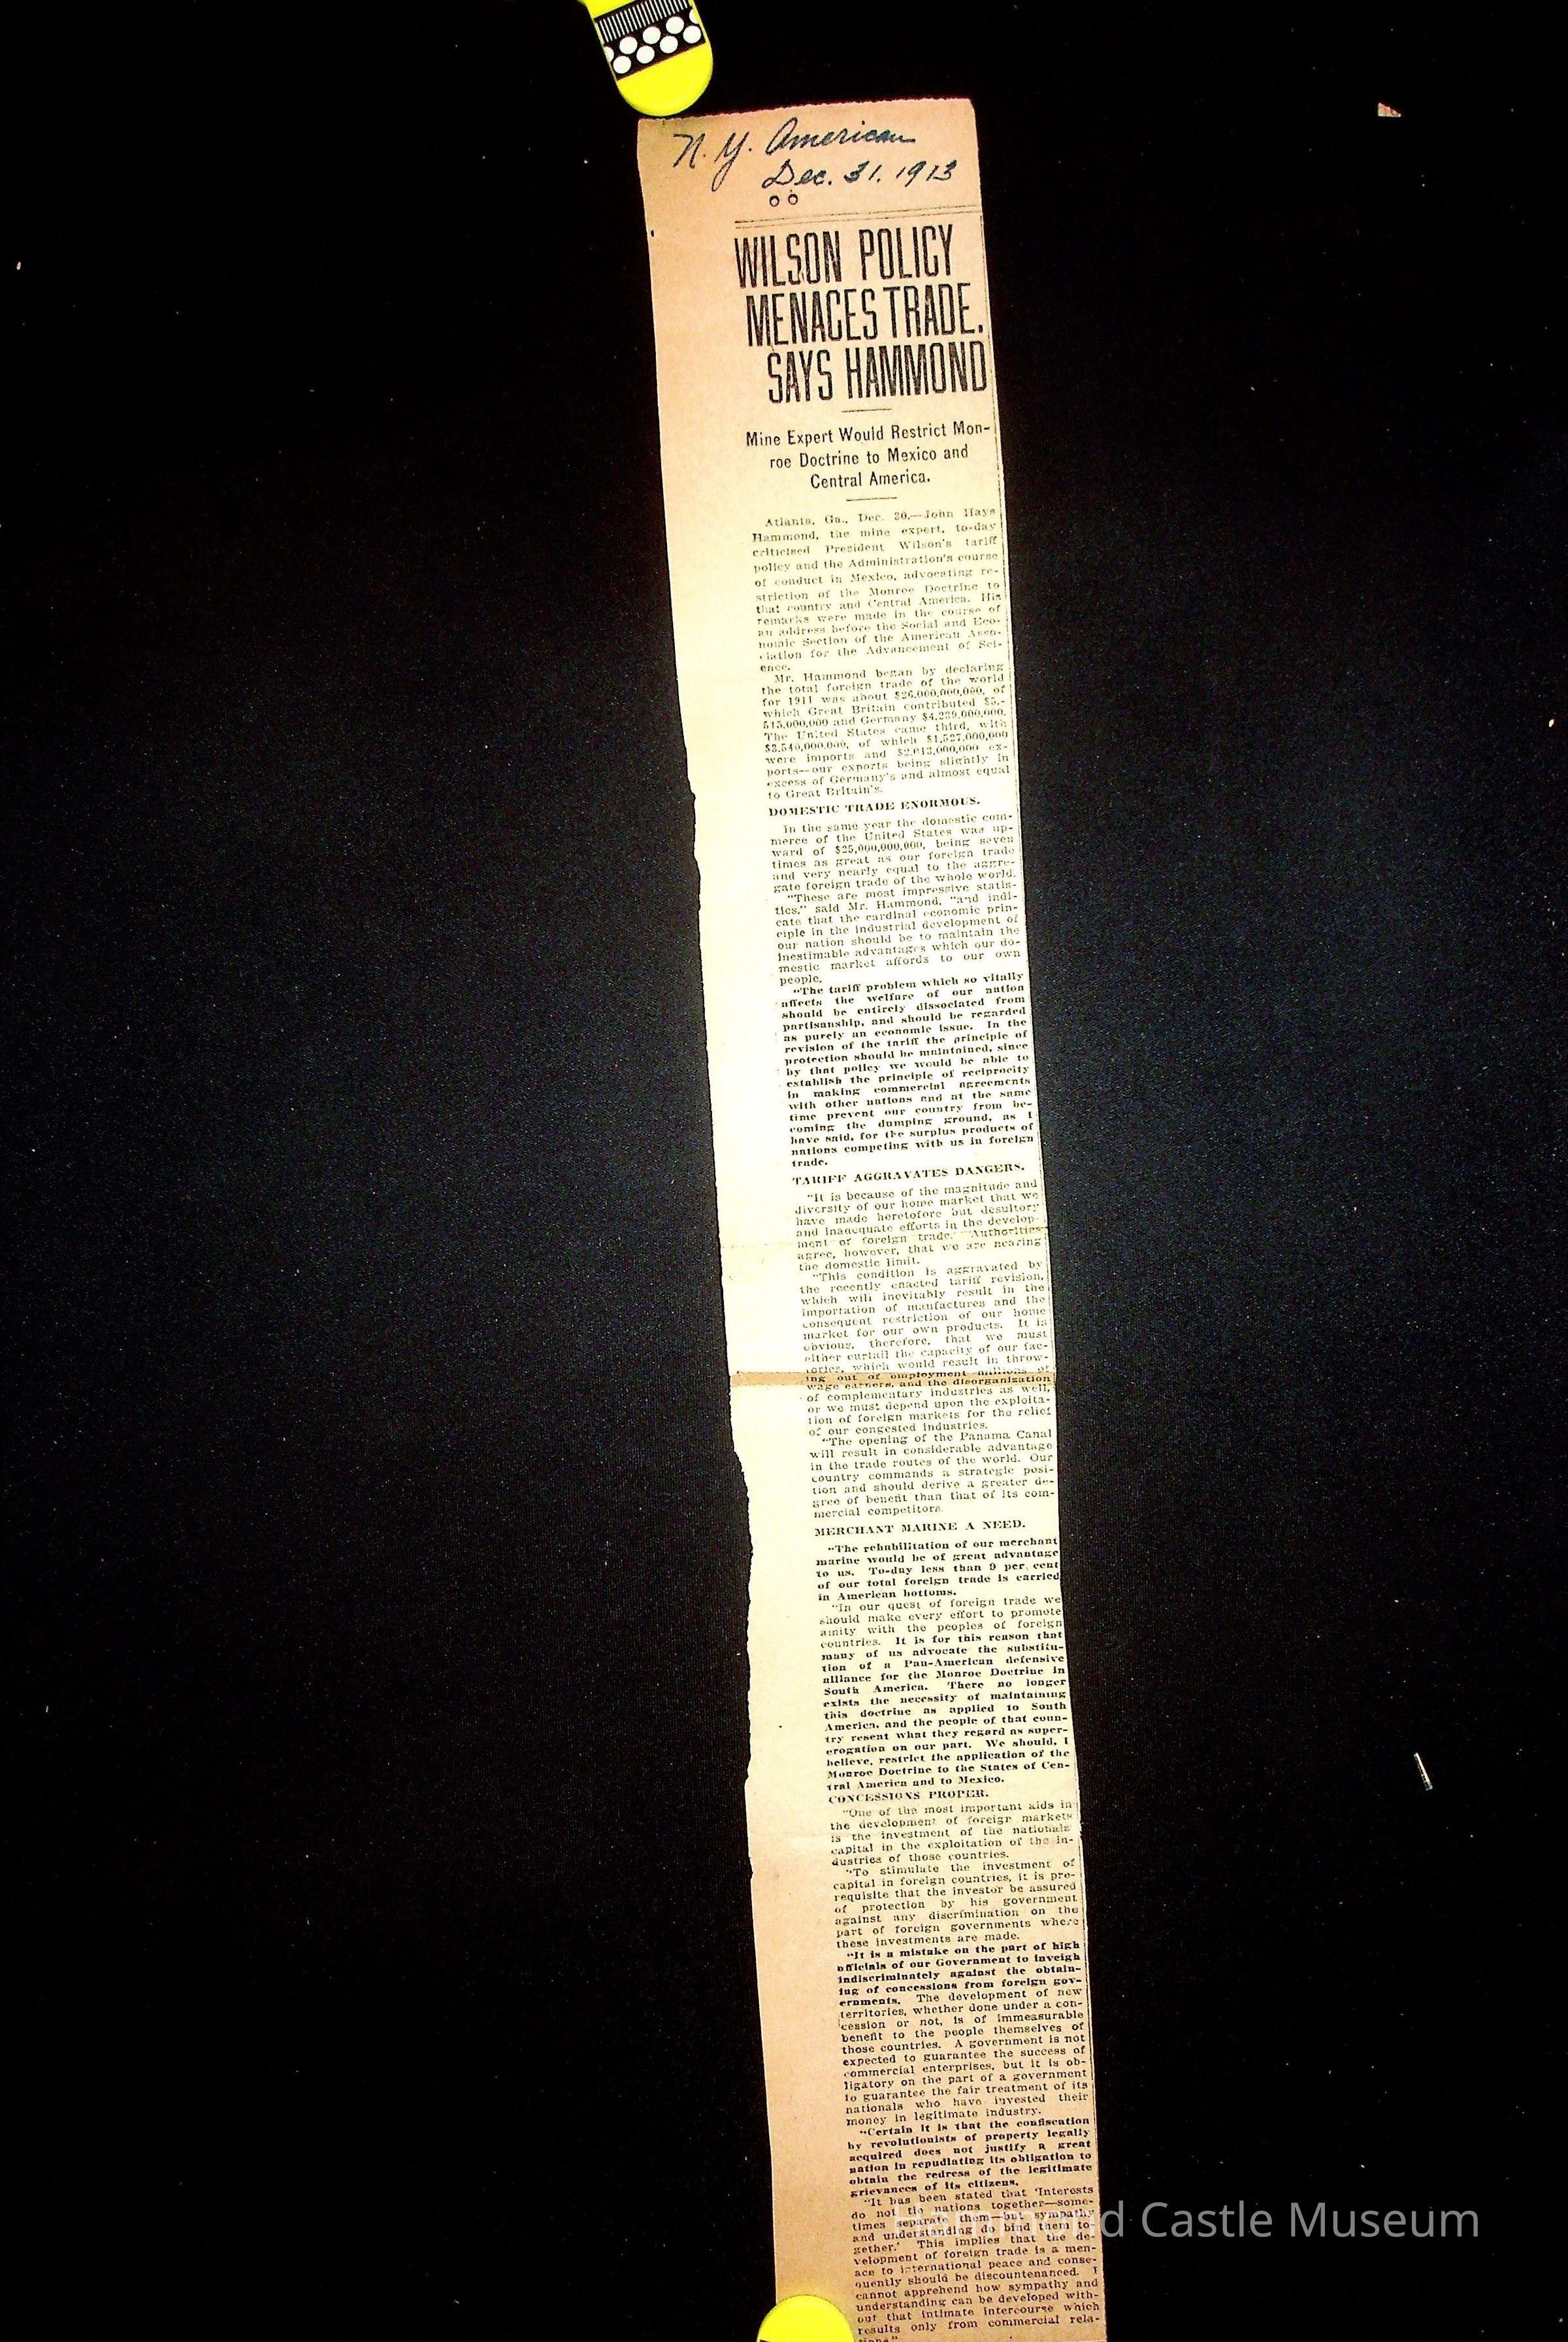 N. Y. American
Dec. 31. 1913
WILSON POLICY
MENACES TRADE,
SAYS HAMMOND
Mine Expert Would Restrict Mon-
roe Doctrine to Mexico and
Central America.
Atlanta, Ga., Dec. 30.—John Hays
Hammond, the mine expert, to-day
criticised President Wilson's tariff
policy and the Administration's course
of conduct in Mexico, advocating re-
striction of the Monroe Doctrine to
that country and Central America. His
remarks were made in the course of
an address before the Social and Eco-
nomic Section of the American Asso-
ciation for the Advancement of Sci-
ence.
Mr. Hammond began by declaring
the total foreign trade of the world
for 1911 was about $26,000,000,000, of
which Great Britain contributed $5,-
515,000,000 and Germany
The United States came third, with
$3,540,000,000, of which $1,527,000,000
were imports and $2,013,000,000 ex-
ports—our exports being slightly in
excess of Germany's and almost equal
to Great Britain's.
DOMESTIC TRADE ENORMOUS.
In the same year the domestic com-
merce of the United States was up-
ward of $25,000,000,000, being seven
times as great as our foreign trade
and very nearly equal to the aggre-
gate foreign trade of the whole world.
"These are most impressive statis-
tics," said Mr. Hammond, "and indi-
cate that the cardinal economic prin-
ciple in the industrial development of
our nation should be to maintain the
inestimable advantages which our do-
mestic market affords to our own
people.
"The tariff problem which so vitally
affects the welfare of our nation
should be entirely dissociated from
partisanship, and should be regarded
as purely an economic issue. In the
revision of the tariff the principle of
protection should be maintained, since
by that policy we would be able to
establish the principle of reciprocity
in making commercial agreements
with other nations and at the same
time prevent our country from be-
coming the dumping ground, as I
have said, for the surplus products of
nations competing with us in foreign
trade.
TARIFF AGGRAVATES DANGERS.
"It is because of the magnitude and
diversity of our home market that we
have made heretofore but desultory
and inadequate efforts in the develop-
ment of foreign trade. Authorities
agree, however, that we are nearing
the domestic limit.
"This condition is aggravated by
the recently enacted tariff revision,
which will inevitably result in the
importation of manufactures and the
consequent restriction of our home
market for our own products. It is
obvious, therefore, that we must
either curtail the capacity of our fac-
tories, which would result in throw-
ing out of employment millions of
wage earners, and the disorganization
of complementary industries as well,
or we must depend upon the exploita-
tion of foreign markets for the relief
of our congested industries.
"The opening of the Panama Canal
will result in considerable advantage
in the trade routes of the world. Our
country commands a strategic posi-
tion and should derive a greater de-
gree of benefit than that of its com-
mercial competitors.
MERCHANT MARINE A NEED.
"The rehabilitation of our merchant
marine would be of great advantage
to us. To-day less than 9 per cent
of our total foreign trade is carried
in American bottoms.
"In our quest of foreign trade we
should make every effort to promote
amity with the peoples of foreign
countries. It is for this reason that
many of us advocate the substitu-
tion of a Pan-American defensive
alliance for the Monroe Doctrine in
South America. There no longer
exists the necessity of maintaining
this doctrine as applied to South
America, and the people of that coun-
try resent what they regard as super-
erogation on our part. We should, I
believe, restrict the application of the
Monroe Doctrine to the States of Cen-
tral America and to Mexico.
CONCESSIONS PROPER.
"One of the most important aids in
the development of foreign markets
is the investment of the nationals'
capital in the exploitation of the in-
dustries of those countries.
"To stimulate the investment of
capital in foreign countries, it is pre-
requisite that the investor be assured
of protection by his government
against any discrimination on the
part of foreign governments where
these investments are made.
"It is a mistake on the part of high
officials of our Government to inveigh
indiscriminately against the obtain-
ing of concessions from foreign gov-
ernments. The development of new
territories, whether done under a con-
cession or not, is of immeasurable
benefit to the people themselves of
those countries. A government is not
expected to guarantee the success of
commercial enterprises, but it is ob-
ligatory on the part of a government
to guarantee the fair treatment of its
nationals who have invested their
money in legitimate industry.
"Certain it is that the confiscation
by revolutionists of property legally
acquired does not justify a great
nation in repudiating its obligation to
obtain the redress of the legitimate
grievances of its citizens.
"It has been stated that 'Interests
do not tie nations together—some-
times separate them—but sympathy
and understanding do bind them to-
gether.' This implies that the de-
velopment of foreign trade is a men-
ace to international peace and conse-
quently should be discountenanced. I
cannot apprehend how sympathy and
understanding can be developed with-
out that intimate intercourse which
results only from commercial rela-
tions."
Hammond Castle Museum